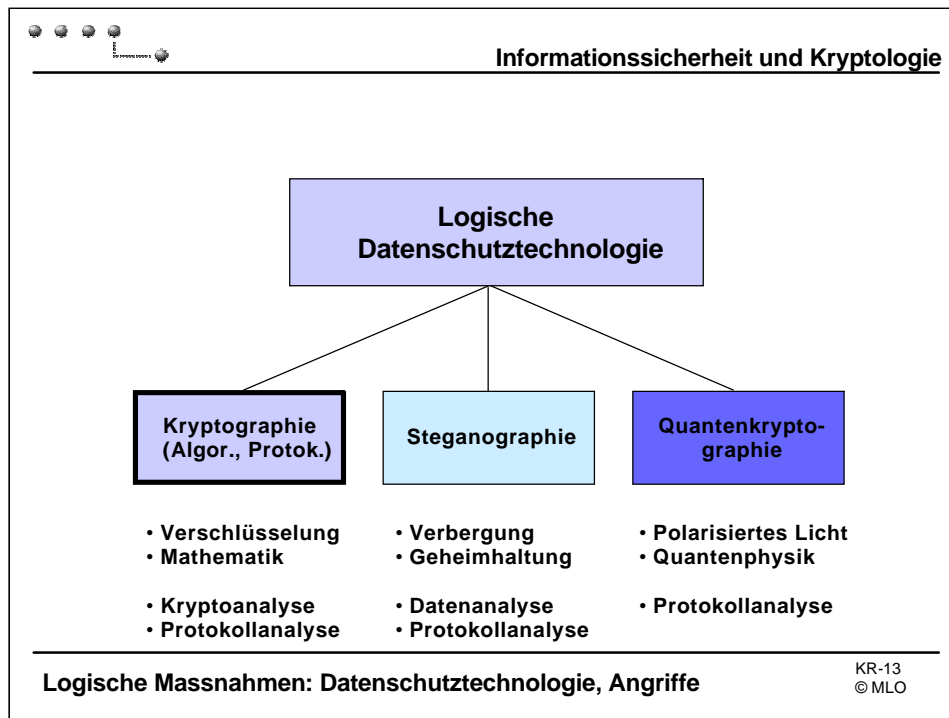 Informationssicherheit und Kryptologie
Logische
Datenschutztechnologie
Kryptographie
(Algor., Protok.)
Steganographie
Quantenkrypto-
graphie
• Verschlüsselung
• Mathematik
• Kryptoanalyse
• Protokollanalyse
• Verbergung
• Geheimhaltung
• Datenanalyse
• Protokollanalyse
• Polarisiertes Licht
• Quantenphysik
• Protokollanalyse
Logische Massnahmen: Datenschutztechnologie, Angriffe
KR-13
© MLO